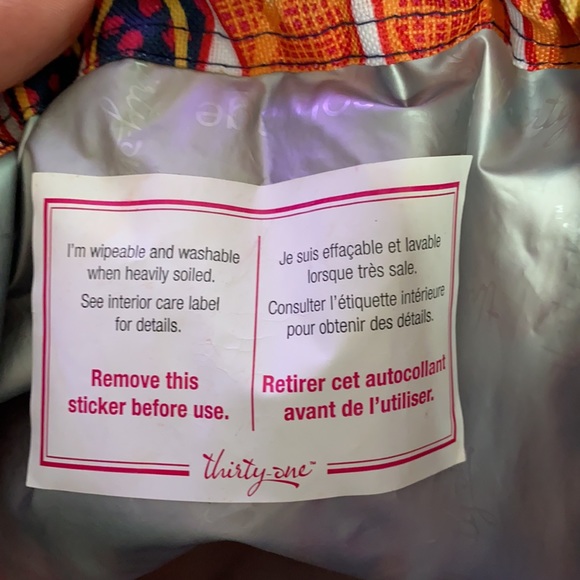 I'm wipeable and washable
when heavily soiled.
See interior care label
for details.
Remove this
sticker before use.
Je suis effaçable et lavable
lorsque très sale.
Consulter l'étiquette intérieure
pour obtenir des détails.
Retirer cet autocollant
avant de l'utiliser.
thirty-one™